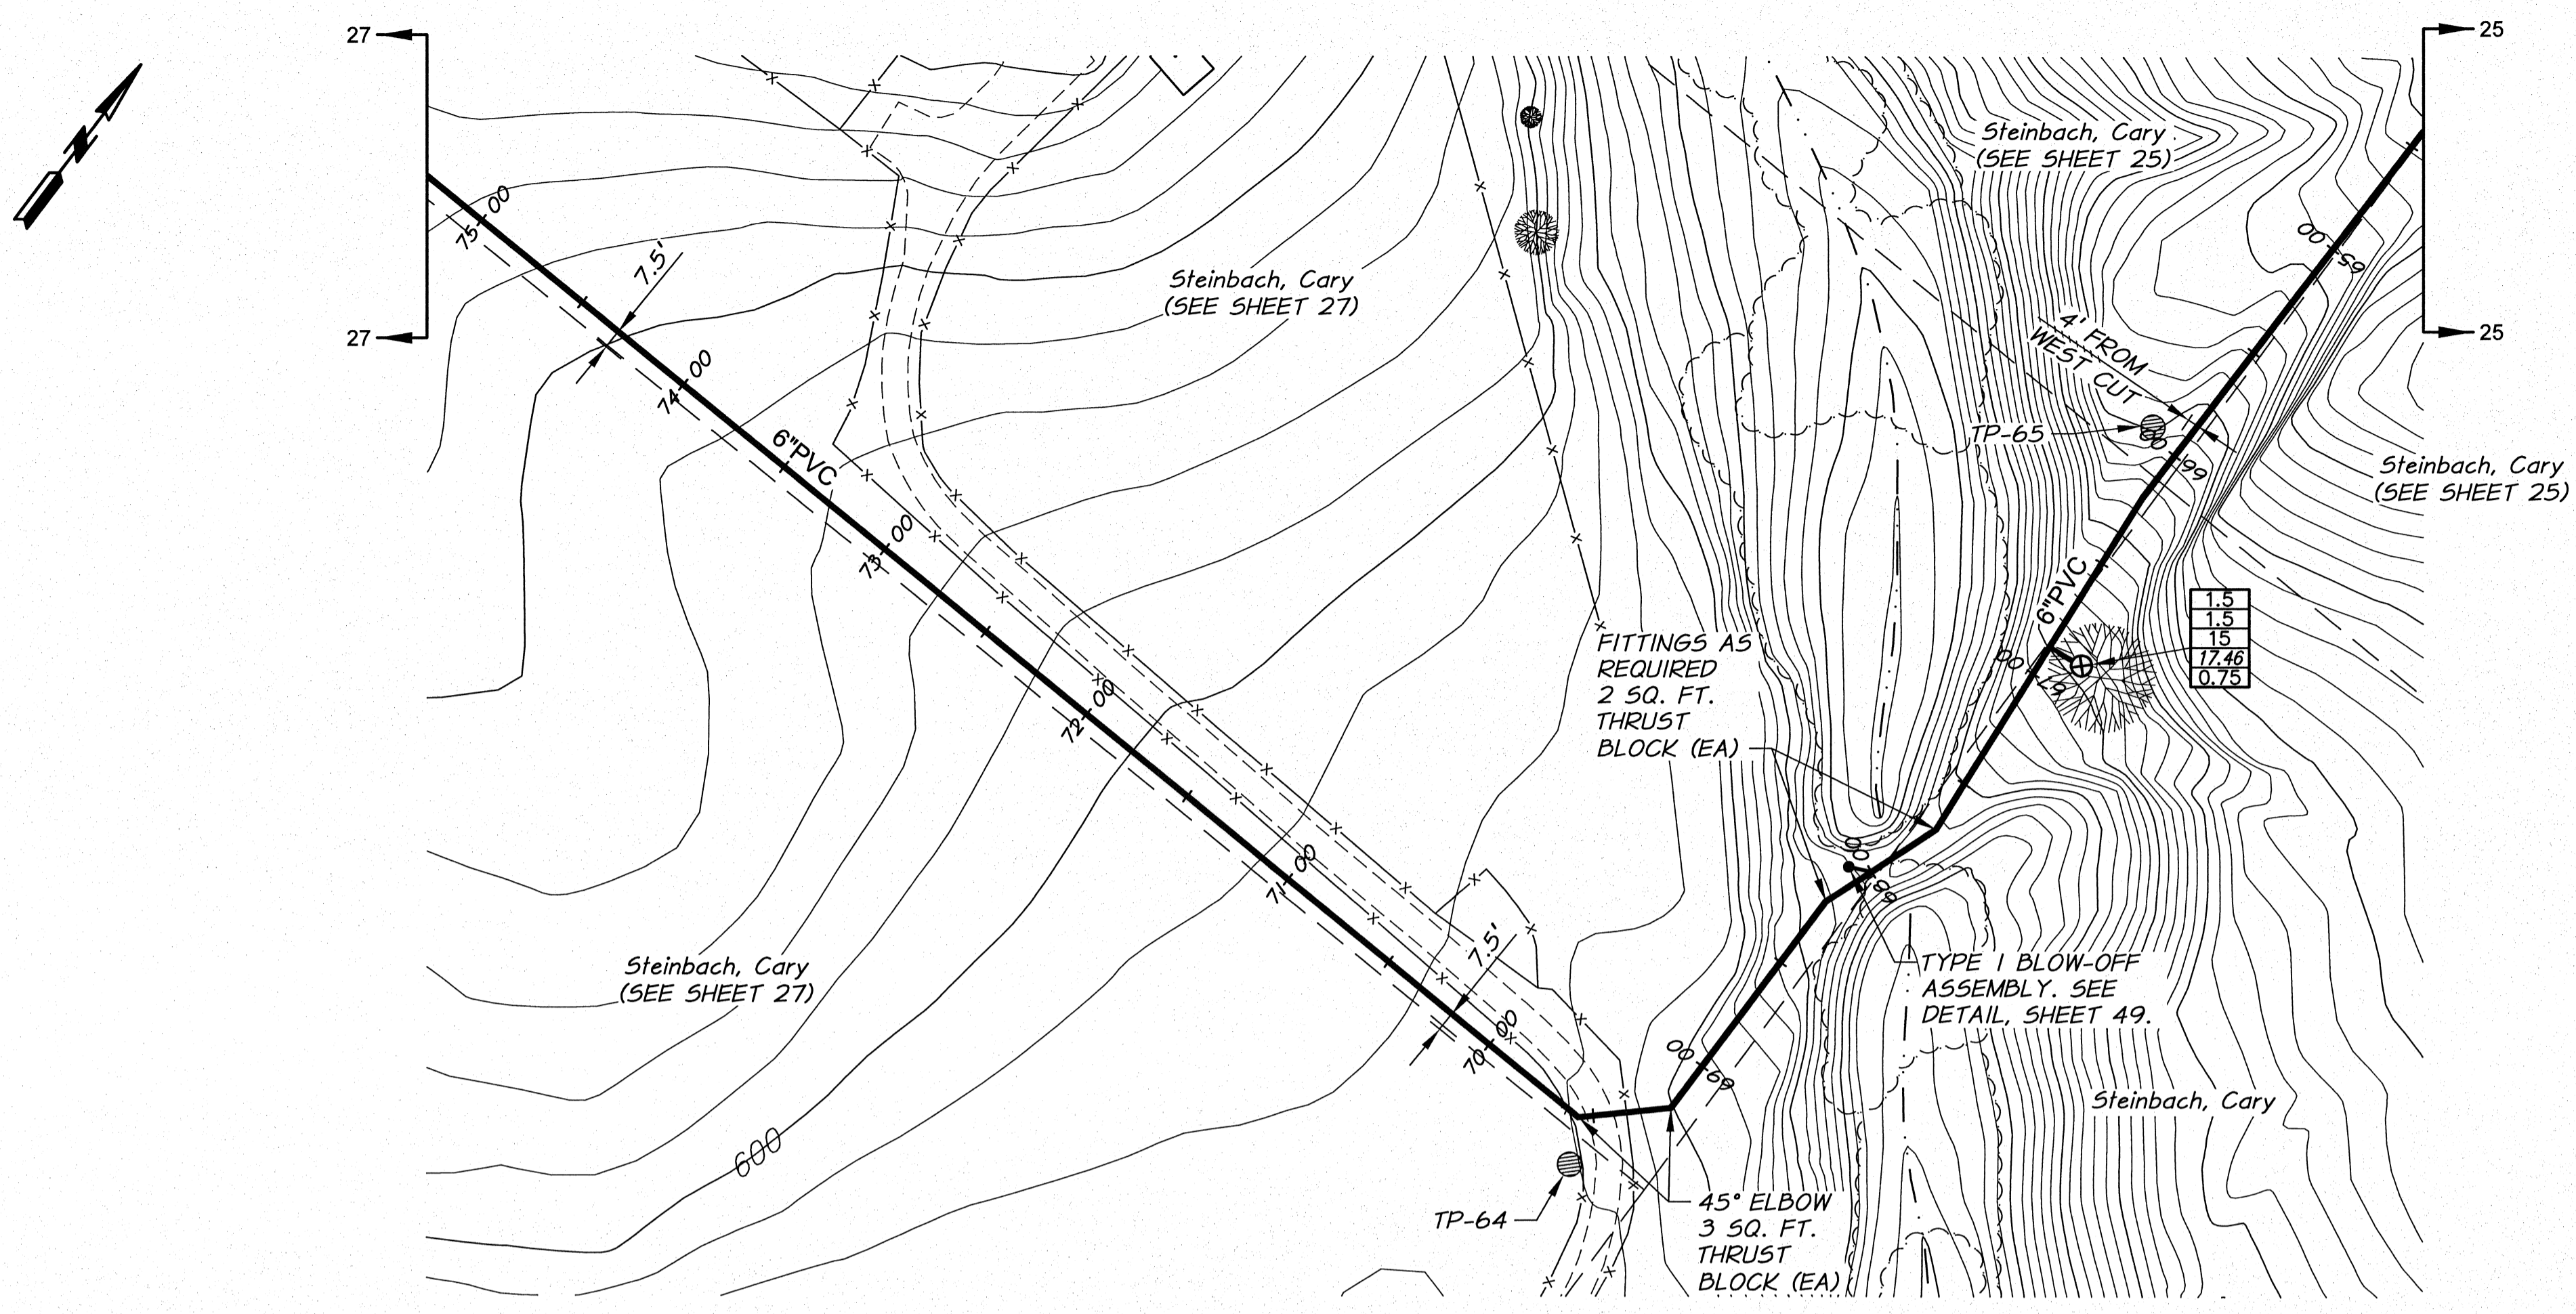 27
25
N
Steinbach, Cary
(SEE SHEET 25)
75+00
7.5'
65+00
Steinbach, Cary
(SEE SHEET 27)
27
25
4' FROM
WEST CUT
74+00
TP-65
66+00
6"PVC
Steinbach, Cary
(SEE SHEET 25)
73+00
6"PVC
1.5
1.5
15
17.46
0.75
FITTINGS AS
REQUIRED
2 SQ. FT.
THRUST
BLOCK (EA)
67+00
72+00
71+00
68+00
7.5'
Steinbach, Cary
(SEE SHEET 27)
TYPE I BLOW-OFF
ASSEMBLY. SEE
DETAIL, SHEET 49.
70+00
69+00
Steinbach, Cary
600
TP-64
45° ELBOW
3 SQ. FT.
THRUST
BLOCK (EA)